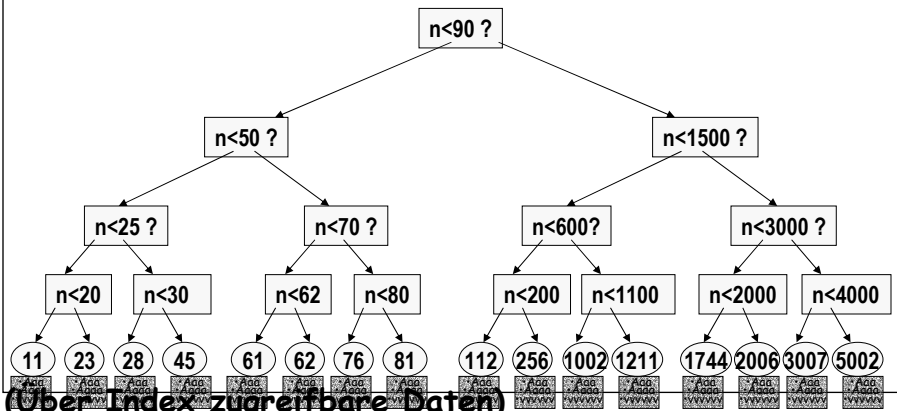 n<90 ?
n<50 ? n<1500 ?
n<25 ? n<70 ? n<600? n<3000 ?
n<20 n<30 n<62 n<80 n<200 n<1100 n<2000 n<4000
11 23 28 45 61 62 76 81 112 256 1002 1211 1744 2006 3007 5002
(Über Index zugreifbare Daten)